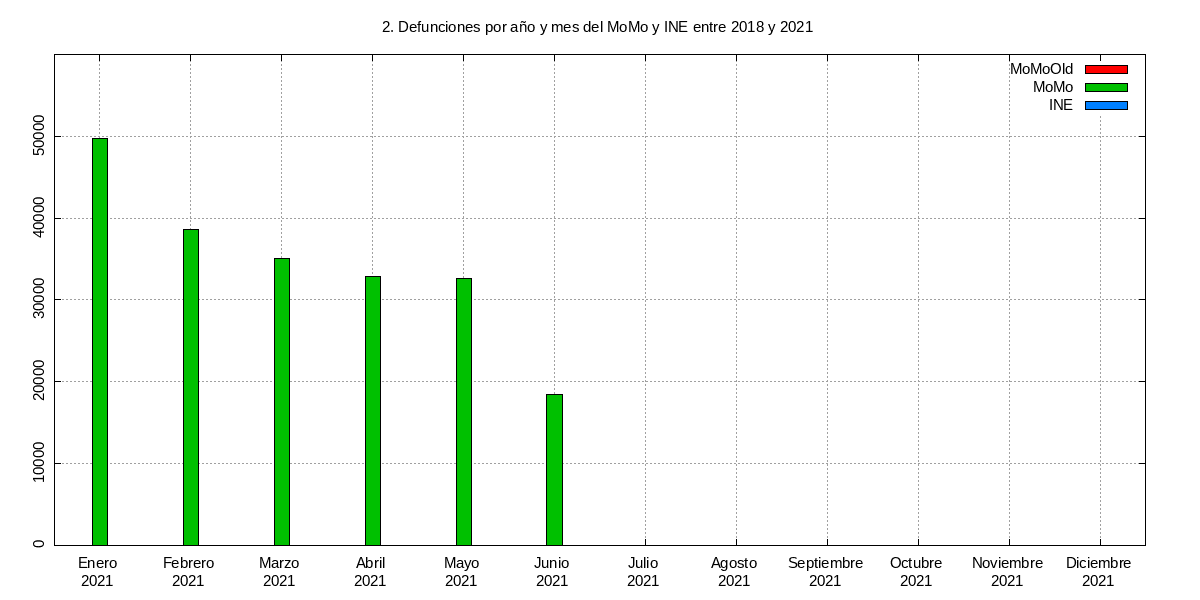 2. Defunciones por año y mes del MoMo y INE entre 2018 y 2021
MoMoOld
MoMo
INE
50000
40000
30000
20000
10000
0
Enero Febrero Marzo Abril Mayo Junio Julio Agosto Septiembre Octubre Noviembre Diciembre
2021 2021 2021 2021 2021 2021 2021 2021 2021 2021 2021 2021